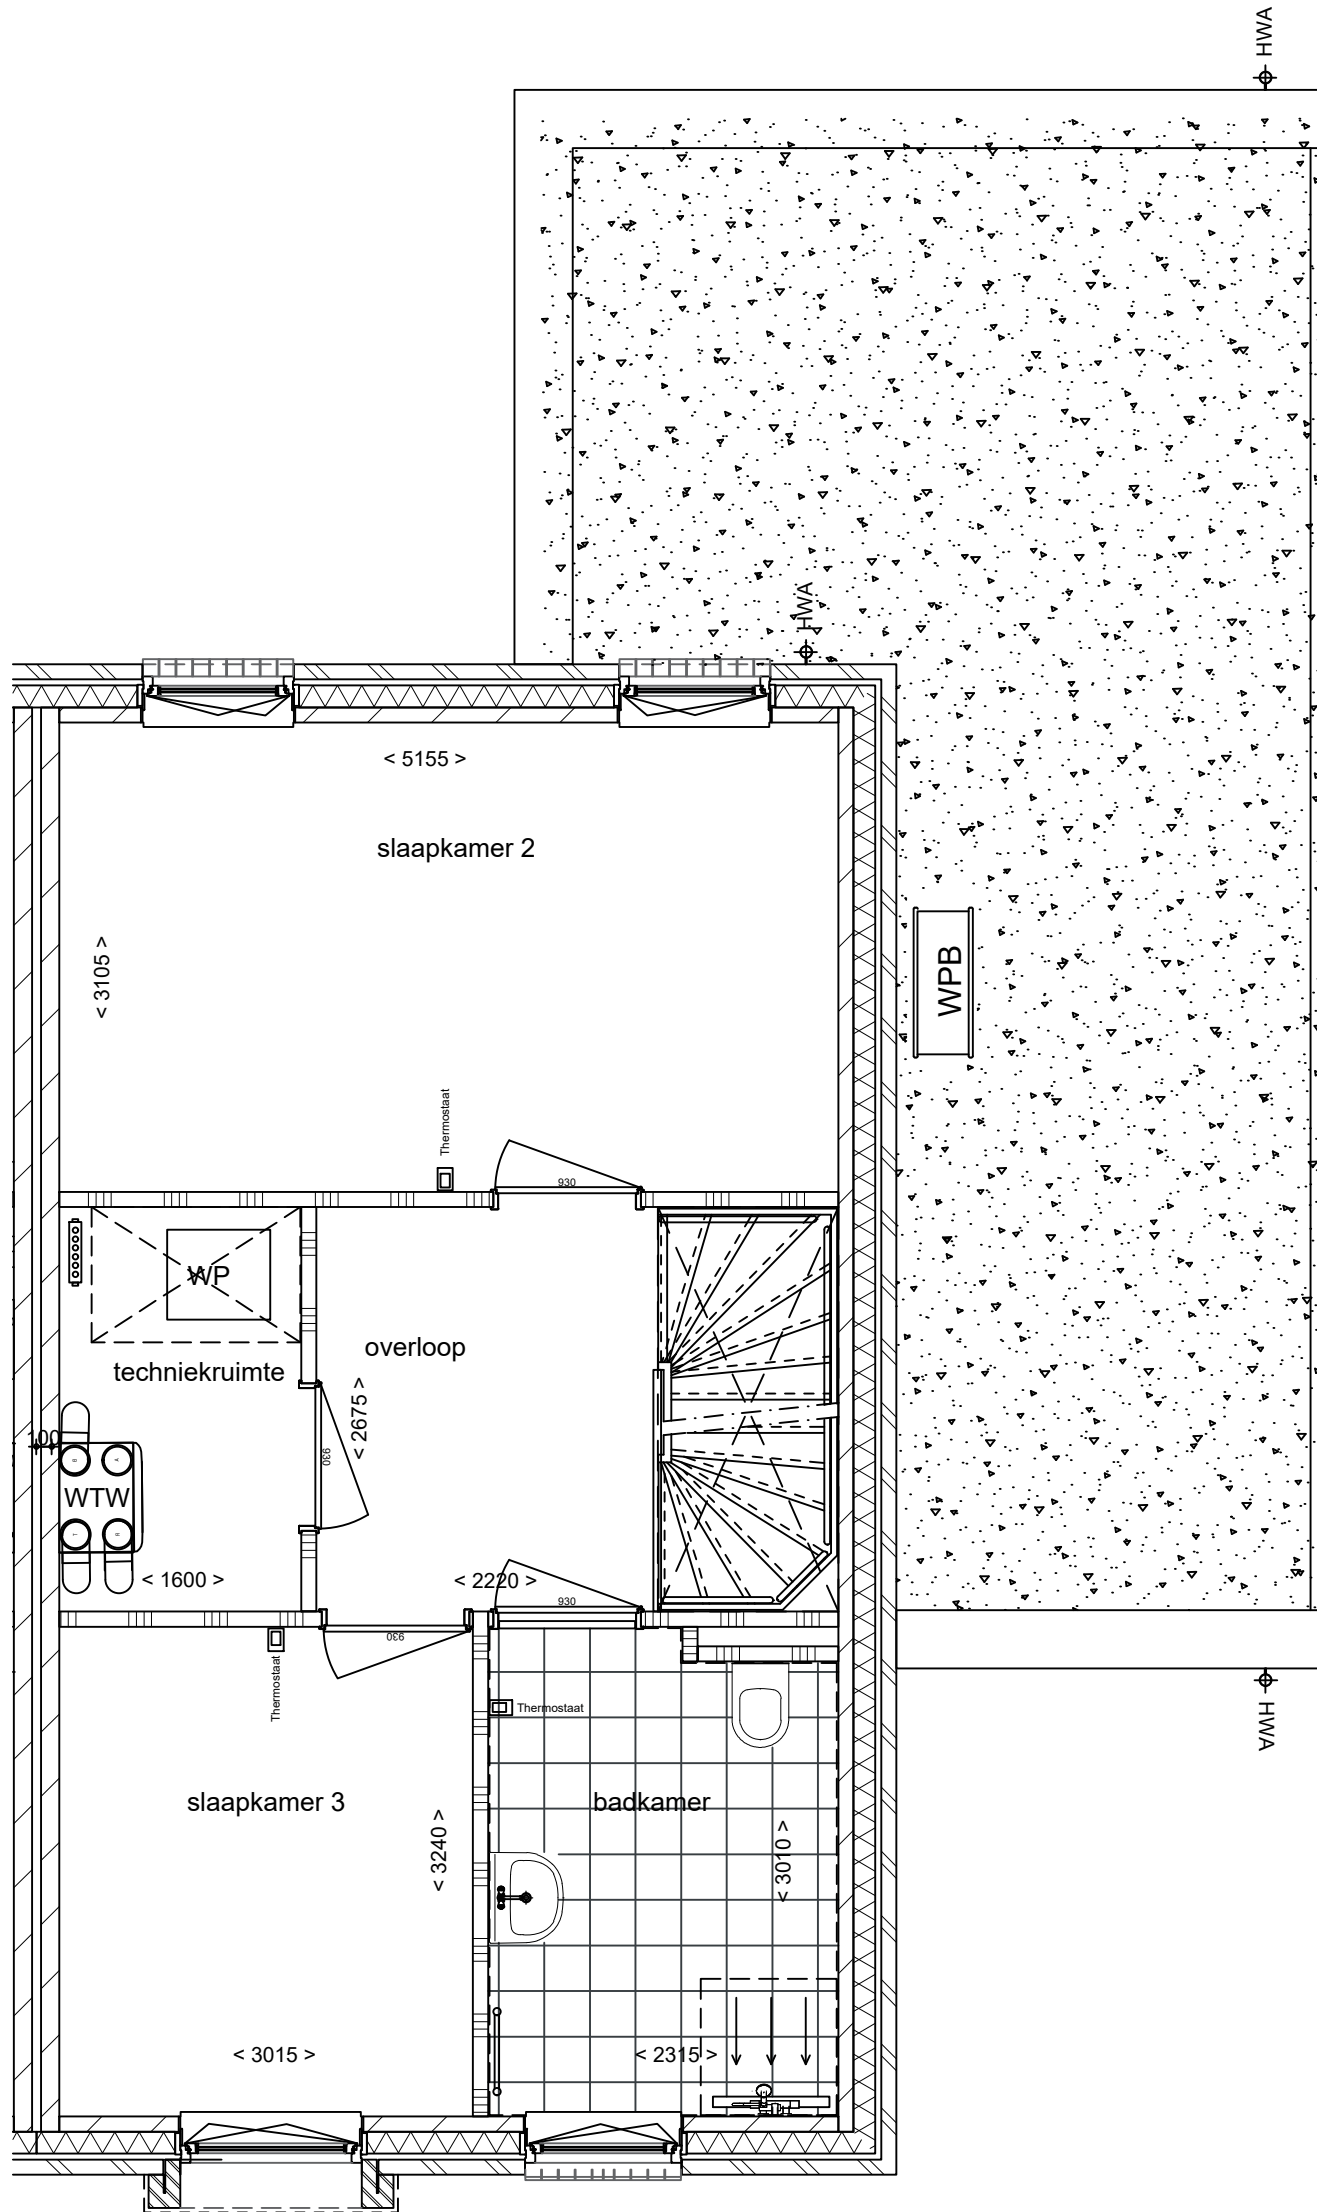 HWA
HWA
< 5155 >
slaapkamer 2
< 3105 >
WPB
Thermostaat
930
WP
overloop
techniekruimte
< 2675 >
930
100
B
A
WTW
T
R
< 1600 >
< 2220 >
930
930
Thermostaat
Thermostaat
HWA
slaapkamer 3
badkamer
< 3240 >
< 3010 >
< 3015 >
< 2315 >